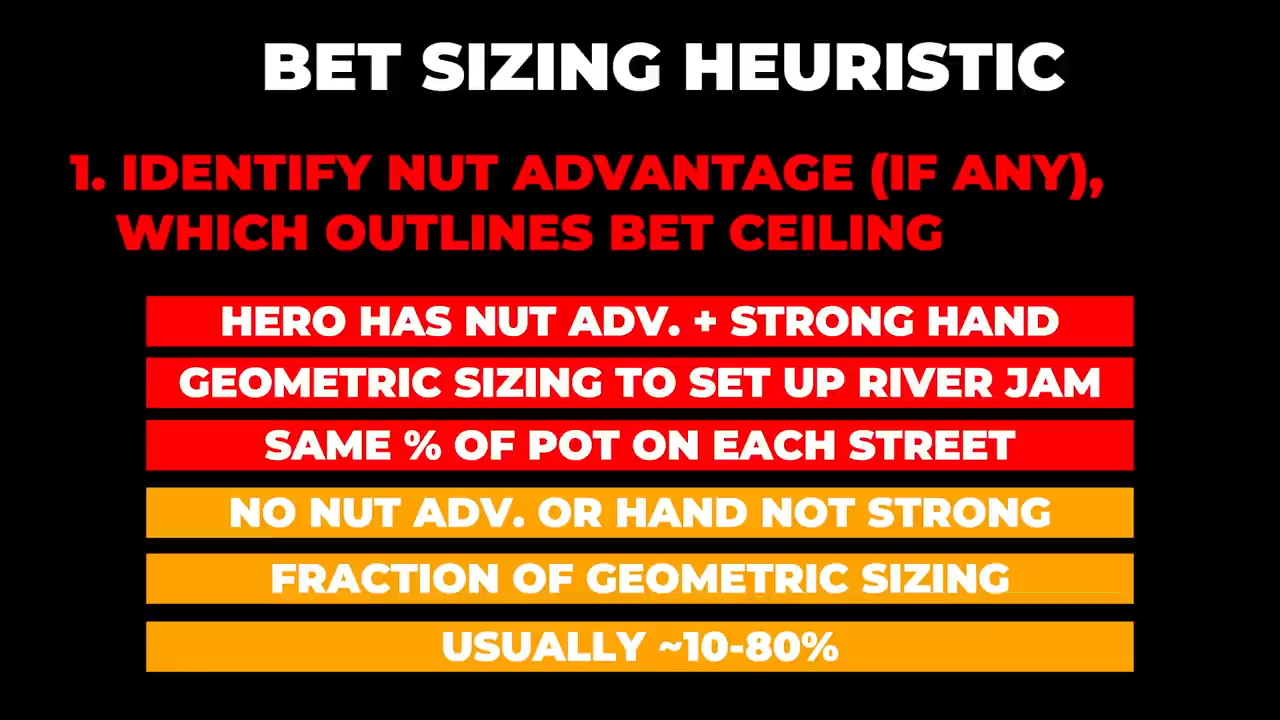 BET SIZING HEURISTIC
1. IDENTIFY NUT ADVANTAGE (IF ANY),
WHICH OUTLINES BET CEILING
HERO HAS NUT ADV. + STRONG HAND
GEOMETRIC SIZING TO SET UP RIVER JAM
SAME % OF POT ON EACH STREET
NO NUT ADV. OR HAND NOT STRONG
FRACTION OF GEOMETRIC SIZING
USUALLY ~10-80%